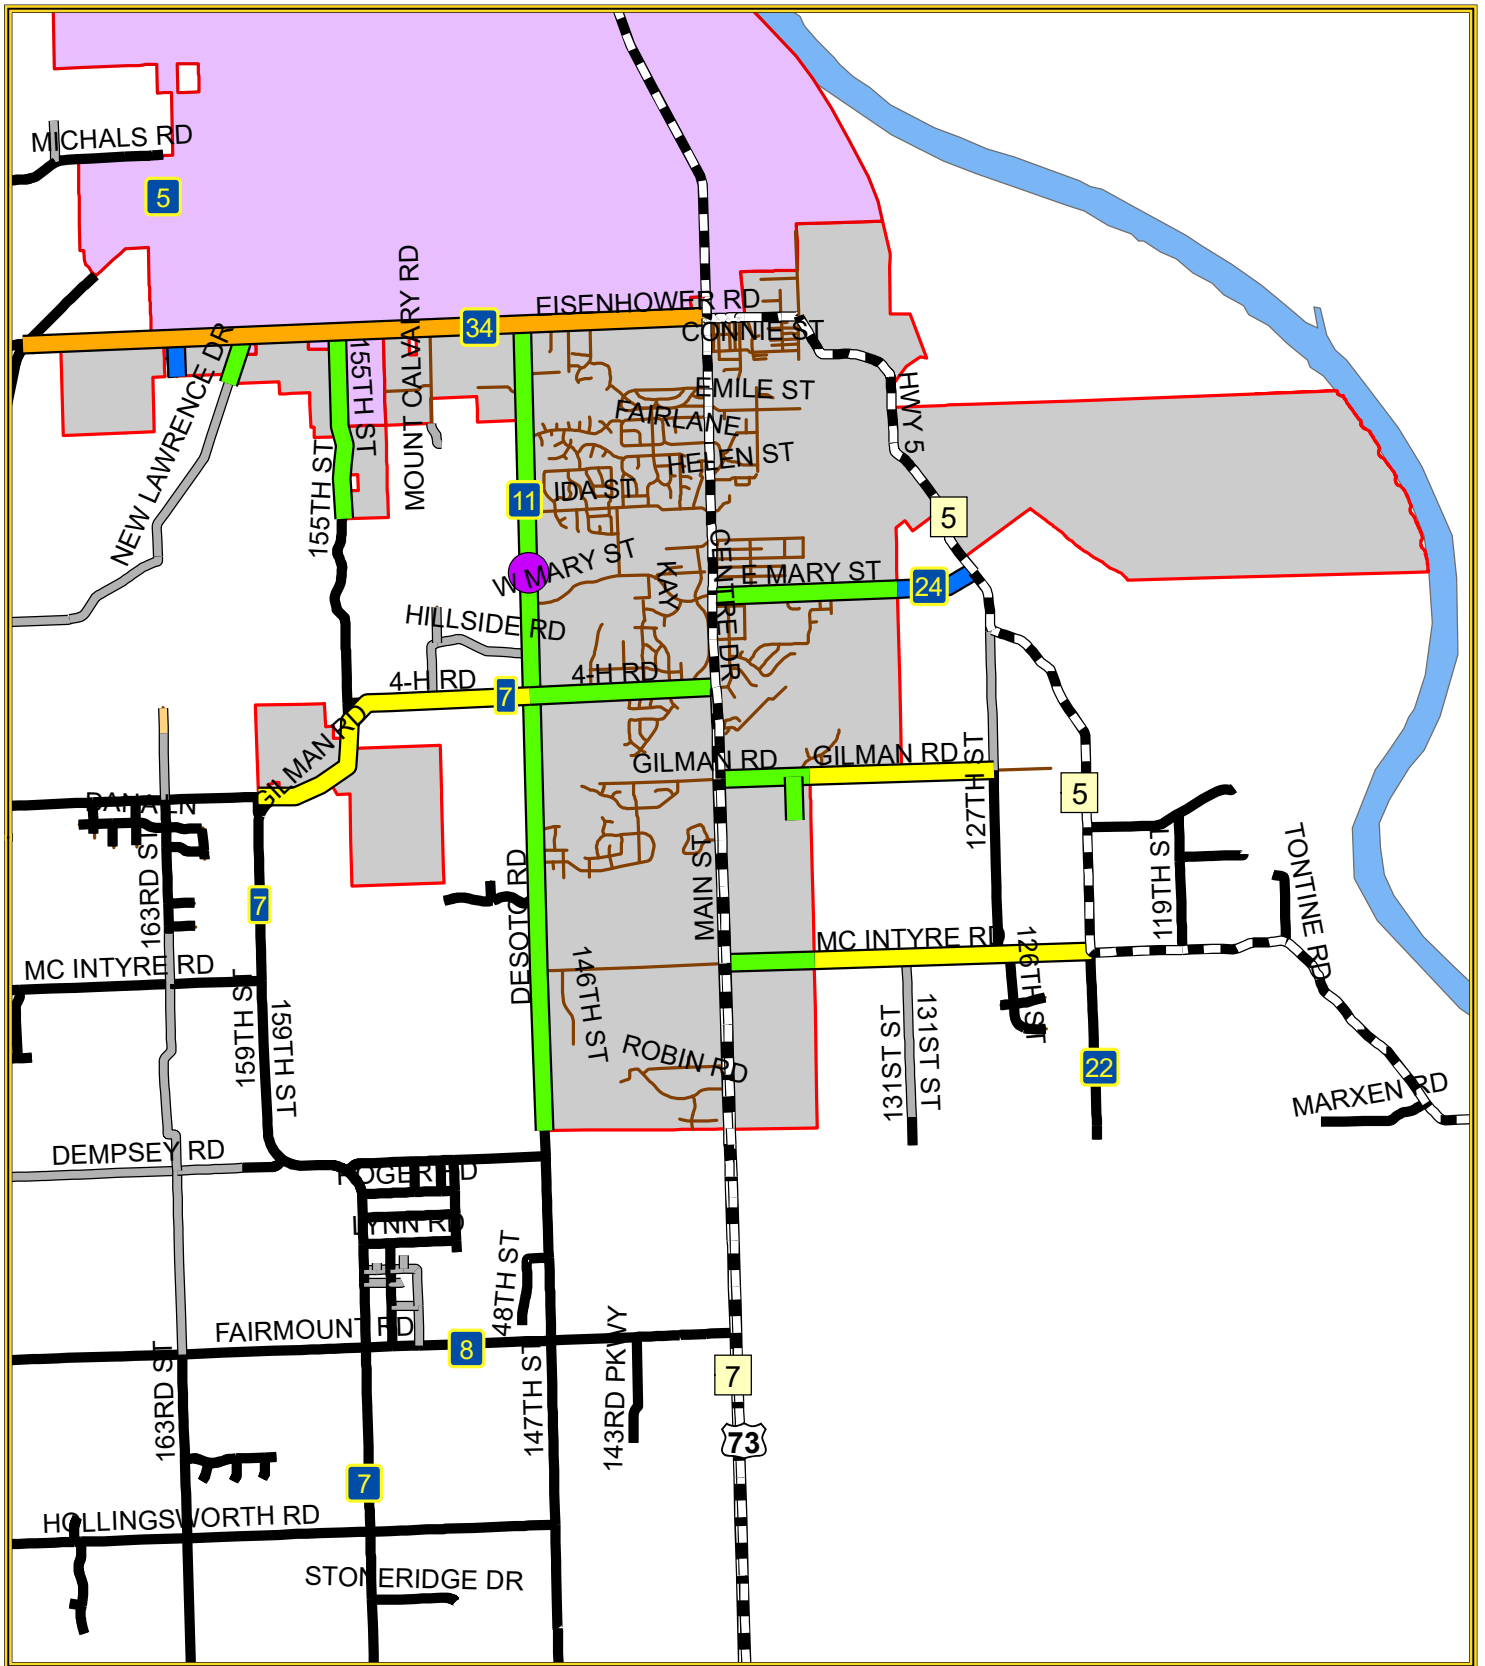 MICHALS RD
5
EISENHOWER RD
34
CONNIE ST
NEW LAWRENCE DR
155TH ST
155TH ST
MOUNT CALVARY RD
EMILE ST
FAIRLANE
HWY 5
HELEN ST
11
IDA ST
5
W MARY ST
KAY
CENTRE DR
E MARY ST
24
HILLSIDE RD
4-H RD
7
4-H RD
GILMAN RD
GILMAN RD
GILMAN RD
127TH ST
5
DANA LN
163RD ST
7
DESOTO RD
MAIN ST
119TH ST
TONTINE RD
MC INTYRE RD
MC INTYRE RD
126TH ST
146TH ST
159TH ST
159TH ST
131ST ST
131ST ST
ROBIN RD
22
MARXEN RD
DEMPSEY RD
ROGER RD
LYNN RD
48TH ST
FAIRMOUNT RD
8
163RD ST
147TH ST
143RD PKWY
7
73
7
HOLLINGSWORTH RD
STONERIDGE DR